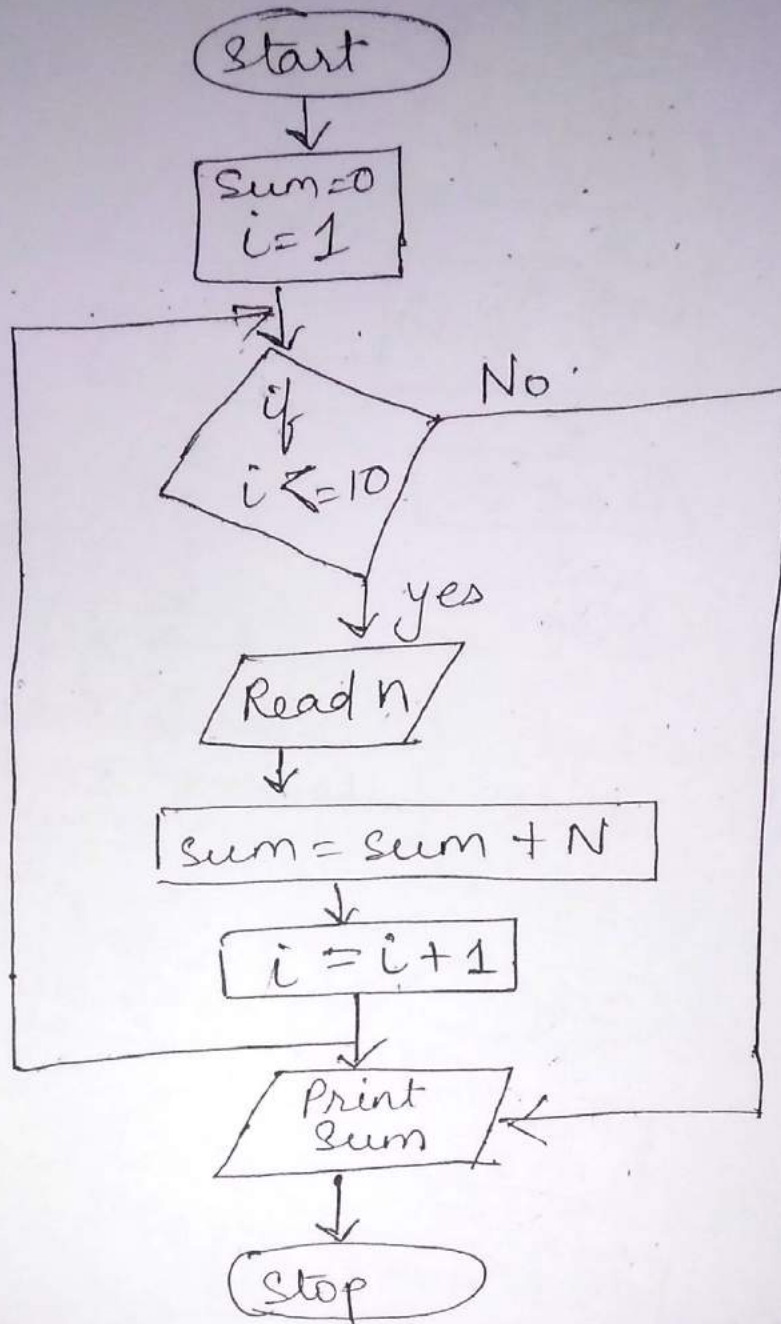 Start
Sum=0
i=1
if
i<=10
No
yes
Read n
sum = sum + N
i = i + 1
Print
Sum
Stop